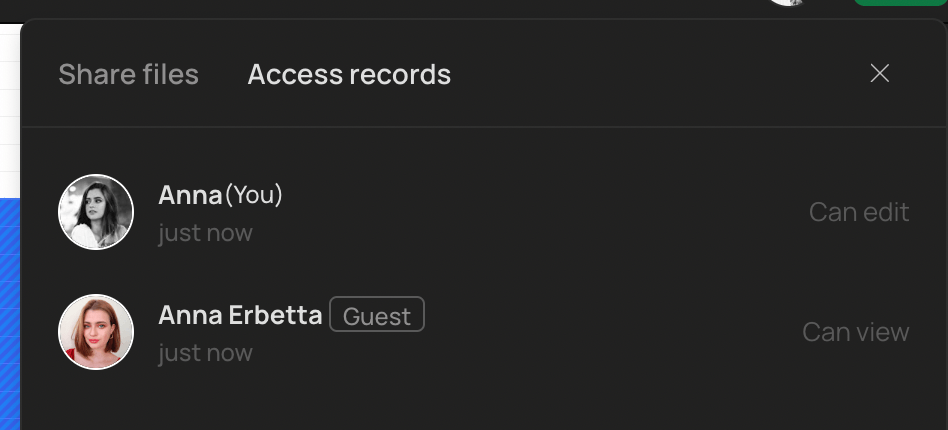 Share files Access records
Anna(You)
just now
Can edit
Anna Erbetta Guest
just now
Can view